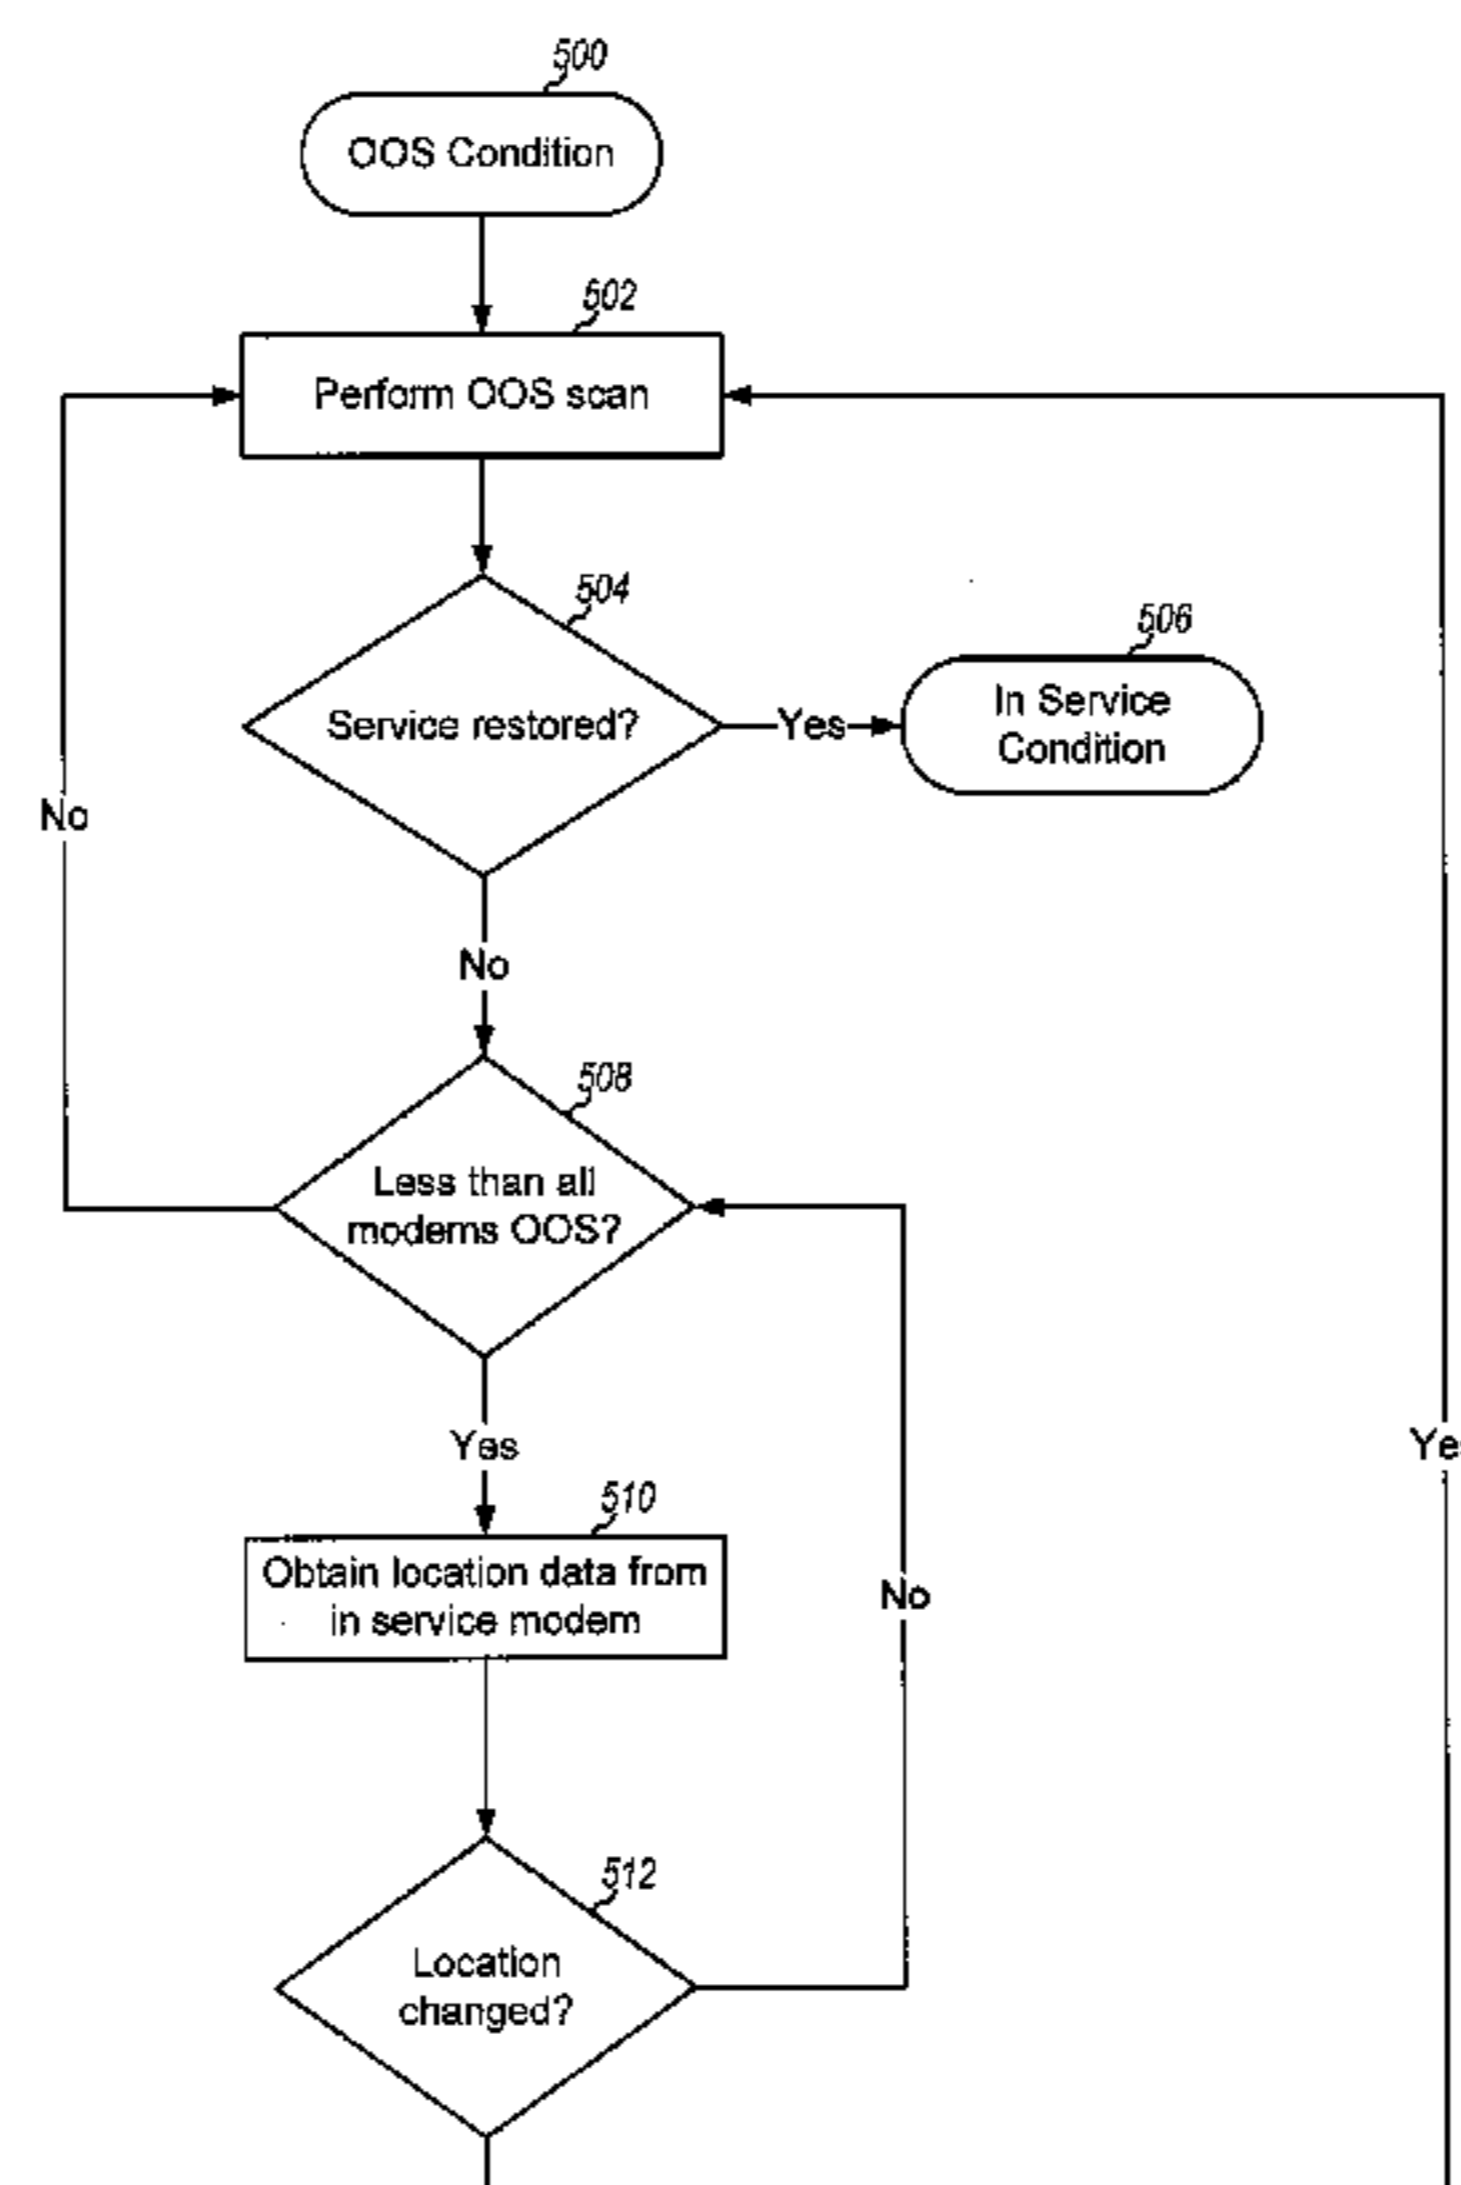 500
OOS Condition
502
Perform OOS scan
504
Service restored?
Yes
506
In Service
Condition
No
No
508
Less than all
modems OOS?
Yes
510
Obtain location data from
in service modem
No
512
Location
changed?